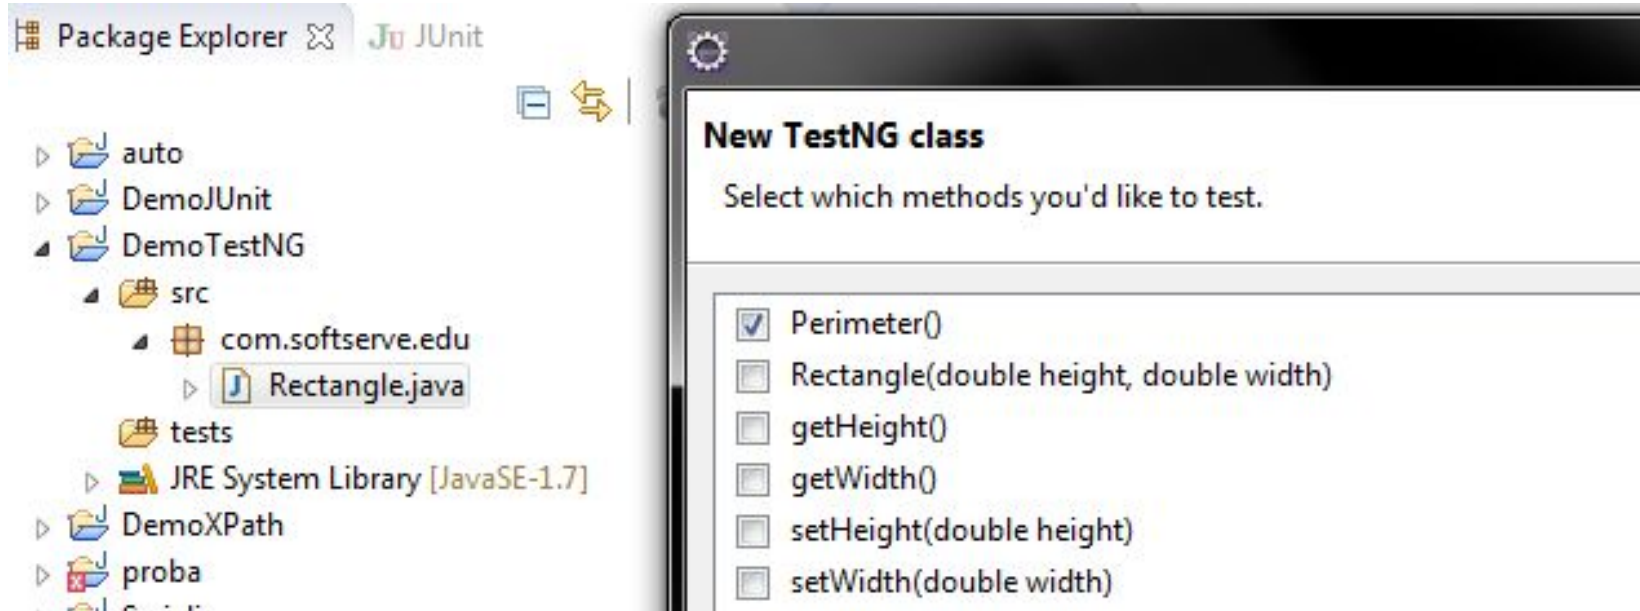 Package Explorer JUnit
auto
DemoJUnit
DemoTestNG
src
com.softserve.edu
Rectangle.java
tests
JRE System Library [JavaSE-1.7]
DemoXPath
proba
New TestNG class
Select which methods you'd like to test.
Perimeter()
Rectangle(double height, double width)
getHeight()
getWidth()
setHeight(double height)
setWidth(double width)